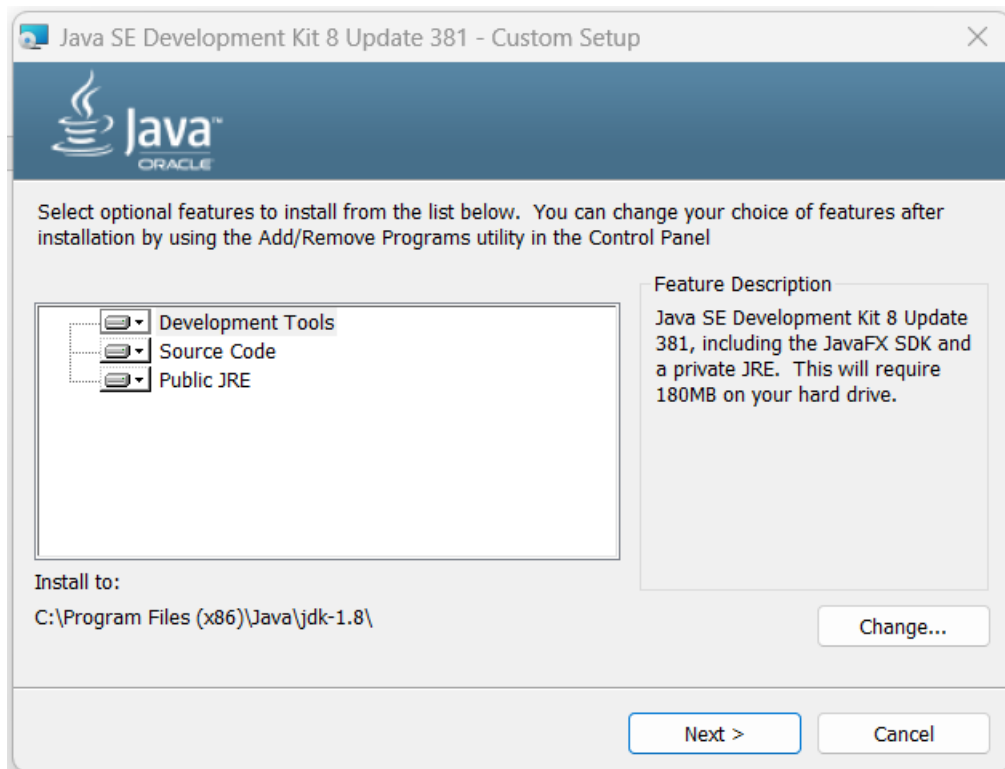 Java SE Development Kit 8 Update 381 - Custom Setup
Java™
ORACLE
Select optional features to install from the list below.  You can change your choice of features after
installation by using the Add/Remove Programs utility in the Control Panel
Development Tools
Source Code
Public JRE
Feature Description
Java SE Development Kit 8 Update
381, including the JavaFX SDK and
a private JRE.  This will require
180MB on your hard drive.
Install to:
C:\Program Files (x86)\Java\jdk-1.8\
Change...
Next >
Cancel